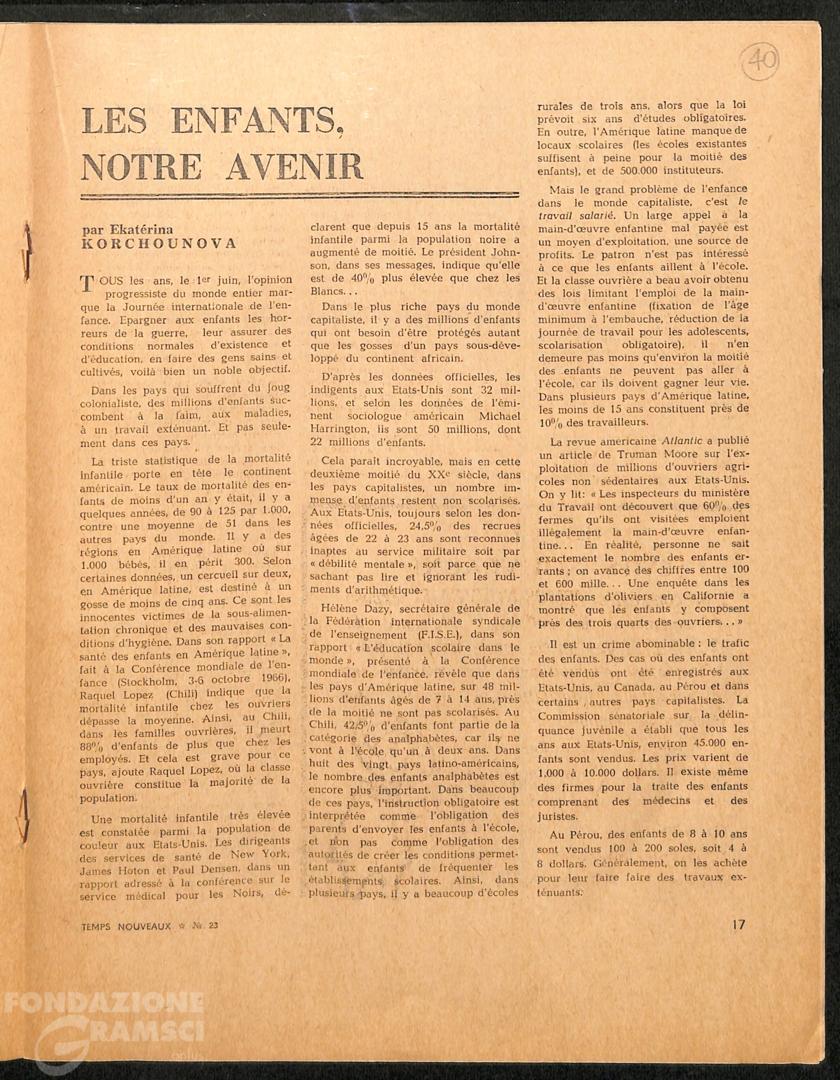 40
LES ENFANTS,
NOTRE AVENIR
par Ekatérina
KORCHOUNOVA
TOUS les ans, le 1er juin, l'opinion
progressiste du monde entier mar-
que la Journée internationale de l'en-
fance. Epargner aux enfants les hor-
reurs de la guerre, leur assurer des
conditions normales d'existence et
d'éducation, en faire des gens sains et
cultivés, voilà bien un noble objectif.
Dans les pays qui souffrent du joug
colonialiste, des millions d'enfants suc-
combent à la faim, aux maladies,
à un travail exténuant. Et pas seule-
ment dans ces pays.
La triste statistique de la mortalité
infantile porte en tête le continent
américain. Le taux de mortalité des en-
fants de moins d'un an y était, il y a
quelques années, de 90 à 125 par 1.000,
contre une moyenne de 51 dans les
autres pays du monde. Il y a des
régions en Amérique latine où sur
1.000 bébés, il en périt 300. Selon
certaines données, un cercueil sur deux,
en Amérique latine, est destiné à un
gosse de moins de cinq ans. Ce sont les
innocentes victimes de la sous-alimen-
tation chronique et des mauvaises con-
ditions d'hygiène. Dans son rapport « La
santé des enfants en Amérique latine »,
fait à la Conférence mondiale de l'en-
fance (Stockholm, 3-6 octobre 1966),
Raquel Lopez (Chili) indique que la
mortalité infantile chez les ouvriers
dépasse la moyenne. Ainsi, au Chili,
dans les familles ouvrières, il meurt
88% d'enfants de plus que chez les
employés. Et cela est grave pour ce
pays, ajoute Raquel Lopez, où la classe
ouvrière constitue la majorité de la
population.
Une mortalité infantile très élevée
est constatée parmi la population de
couleur aux Etats-Unis. Les dirigeants
des services de santé de New York,
James Hoton et Paul Densen, dans un
rapport adressé à la conférence sur le
service médical pour les Noirs, dé-
clarent que depuis 15 ans la mortalité
infantile parmi la population noire a
augmenté de moitié. Le président John-
son, dans ses messages, indique qu'elle
est de 40% plus élevée que chez les
Blancs...
Dans le plus riche pays du monde
capitaliste, il y a des millions d'enfants
qui ont besoin d'être protégés autant
que les gosses d'un pays sous-déve-
loppé du continent africain.
D'après les données officielles, les
indigents aux Etats-Unis sont 32 mil-
lions, et selon les données de l'émi-
nent sociologue américain Michael
Harrington, ils sont 50 millions, dont
22 millions d'enfants.
Cela paraît incroyable, mais en cette
deuxième moitié du XXe siècle, dans
les pays capitalistes, un nombre im-
mense d'enfants restent non scolarisés.
Aux Etats-Unis, toujours selon les don-
nées officielles, 24,5% des recrues
âgées de 22 à 23 ans sont reconnues
inaptes au service militaire soit par
« débilité mentale », soit parce que ne
sachant pas lire et ignorant les rudi-
ments d'arithmétique.
Hélène Dazy, secrétaire générale de
la Fédération internationale syndicale
de l'enseignement (F.I.S.E.), dans son
rapport « L'éducation scolaire dans le
monde », présenté à la Conférence
mondiale de l'enfance, révèle que dans
les pays d'Amérique latine, sur 48 mil-
lions d'enfants âgés de 7 à 14 ans, près
de la moitié ne sont pas scolarisés. Au
Chili, 42,5% d'enfants font partie de la
catégorie des analphabètes, car ils ne
vont à l'école qu'un à deux ans. Dans
huit des vingt pays latino-américains,
le nombre des enfants analphabètes est
encore plus important. Dans beaucoup
de ces pays, l'instruction obligatoire est
interprétée comme l'obligation des
parents d'envoyer les enfants à l'école,
et non pas comme l'obligation des
autorités de créer les conditions permet-
tant aux enfants de fréquenter les
établissements scolaires. Ainsi, dans
plusieurs pays, il y a beaucoup d'écoles
rurales de trois ans, alors que la loi
prévoit six ans d'études obligatoires.
En outre, l'Amérique latine manque de
locaux scolaires (les écoles existantes
suffisent à peine pour la moitié des
enfants), et de 500.000 instituteurs.
Mais le grand problème de l'enfance
dans le monde capitaliste, c'est le
travail salarié. Un large appel à la
main-d'œuvre enfantine mal payée est
un moyen d'exploitation, une source de
profits. Le patron n'est pas intéressé
à ce que les enfants aillent à l'école.
Et la classe ouvrière a beau avoir obtenu
des lois limitant l'emploi de la main-
d'œuvre enfantine (fixation de l'âge
minimum à l'embauche, réduction de la
journée de travail pour les adolescents,
scolarisation obligatoire), il n'en
demeure pas moins qu'environ la moitié
des enfants ne peuvent pas aller à
l'école, car ils doivent gagner leur vie.
Dans plusieurs pays d'Amérique latine,
les moins de 15 ans constituent près de
10% des travailleurs.
La revue americaine Atlantic a publié
un article de Truman Moore sur l'ex-
ploitation de millions d'ouvriers agri-
coles non sédentaires aux Etats-Unis.
On y lit: « Les inspecteurs du ministère
du Travail ont découvert que 60% des
fermes qu'ils ont visitées emploient
illégalement la main-d'œuvre enfan-
tine... En réalité, personne ne sait
exactement le nombre des enfants er-
rants ; on avance des chiffres entre 100
et 600 mille... Une enquête dans les
plantations d'oliviers en Californie a
montré que les enfants y composent
près des trois quarts des ouvriers... »
Il est un crime abominable : le trafic
des enfants. Des cas où des enfants ont
été vendus ont été enregistrés aux
Etats-Unis, au Canada, au Pérou et dans
certains autres pays capitalistes. La
Commission sénatoriale sur la délin-
quance juvénile a établi que tous les
ans aux Etats-Unis, environ 45.000 en-
fants sont vendus. Les prix varient de
1.000 à 10.000 dollars. Il existe même
des firmes pour la traite des enfants
comprenant des médecins et des
juristes.
Au Pérou, des enfants de 8 à 10 ans
sont vendus 100 à 200 soles, soit 4 à
8 dollars. Généralement, on les achète
pour leur faire faire des travaux ex-
ténuants.
TEMPS NOUVEAUX ☆ № 23
17
FONDAZIONE
GRAMSCI